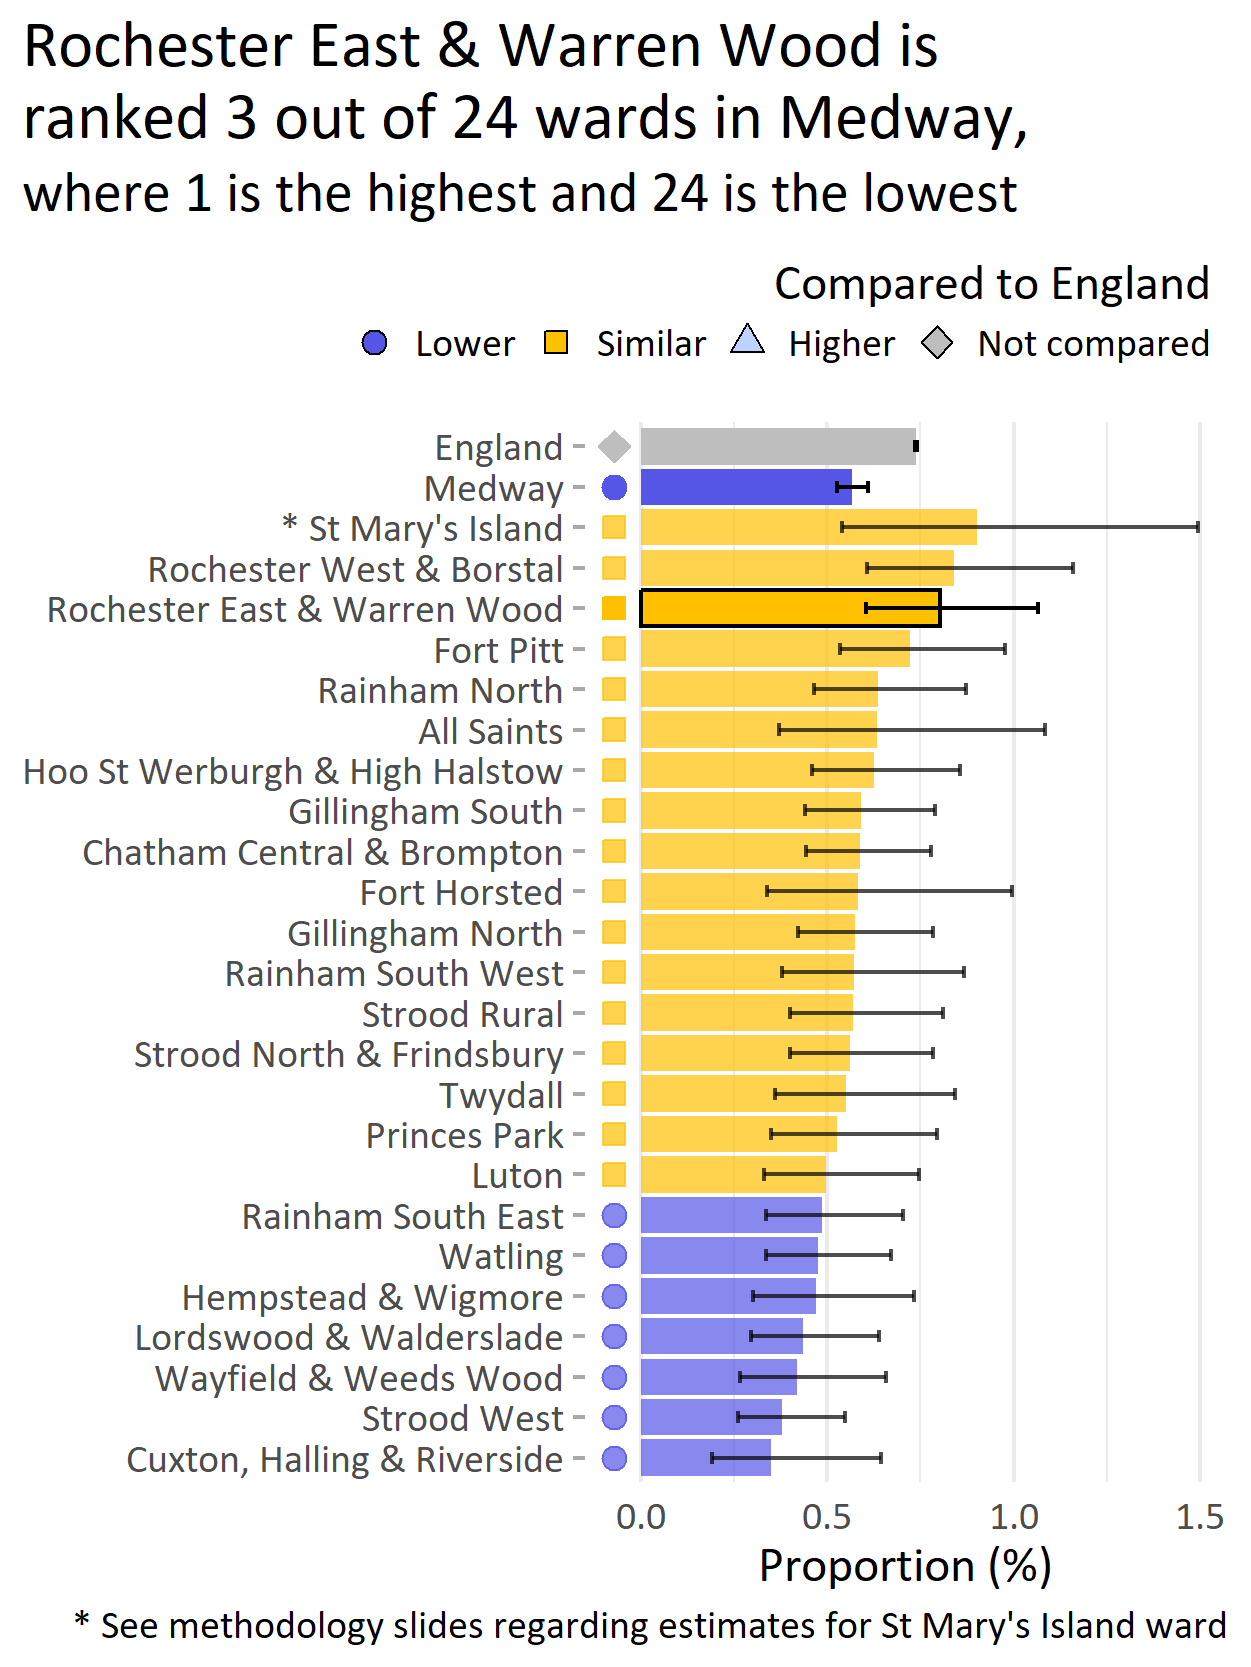 Rochester East & Warren Wood is
ranked 3 out of 24 wards in Medway,
where 1 is the highest and 24 is the lowest
Compared to England
Lower Similar Higher Not compared
England
Medway
* St Mary's Island
Rochester West & Borstal
Rochester East & Warren Wood
Fort Pitt
Rainham North
All Saints
Hoo St Werburgh & High Halstow
Gillingham South
Chatham Central & Brompton
Fort Horsted
Gillingham North
Rainham South West
Strood Rural
Strood North & Frindsbury
Twydall
Princes Park
Luton
Rainham South East
Watling
Hempstead & Wigmore
Lordswood & Walderslade
Wayfield & Weeds Wood
Strood West
Cuxton, Halling & Riverside
0.0 0.5 1.0 1.5
Proportion (%)
* See methodology slides regarding estimates for St Mary's Island ward